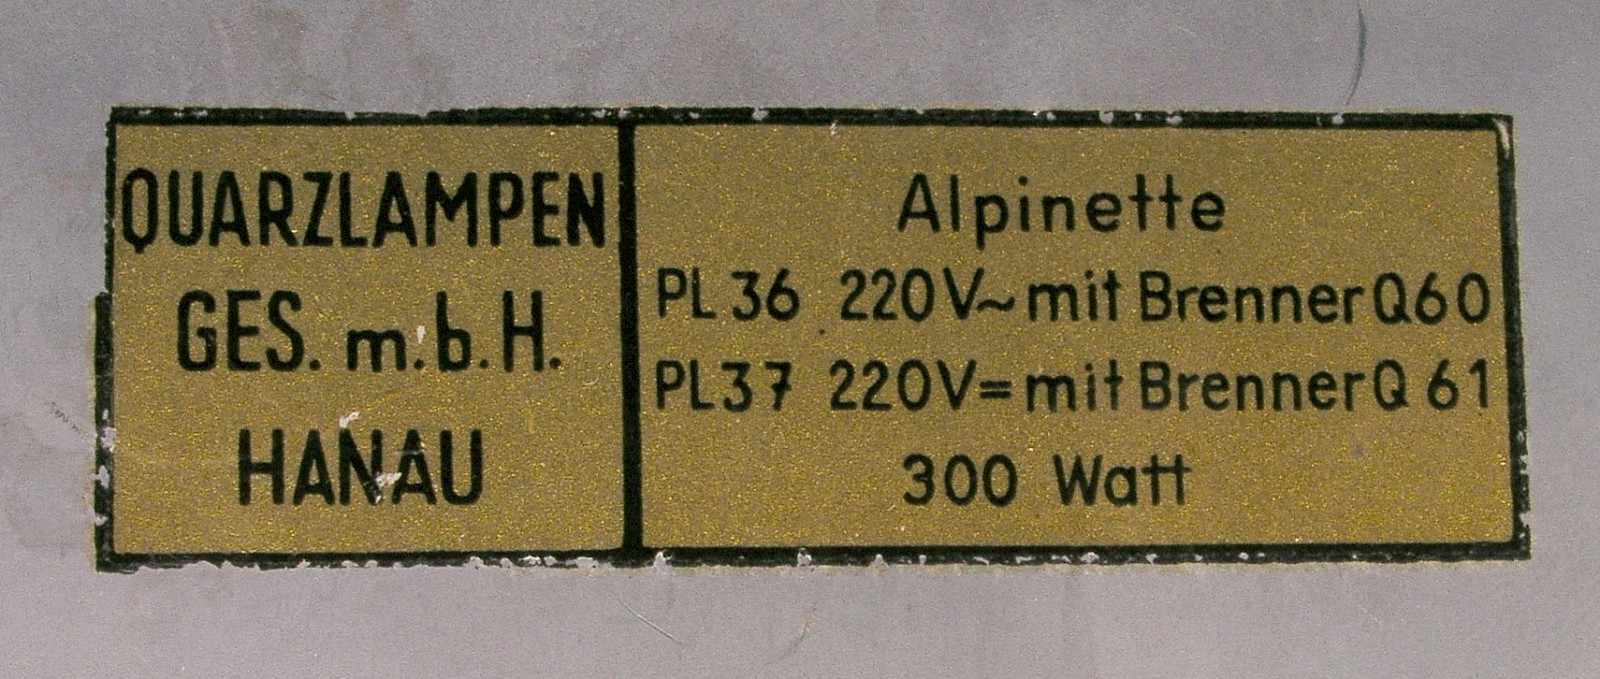 QUARZLAMPEN
GES. m.b.H.
HANAU
Alpinette
PL 36 220V~ mit Brenner Q60
PL 37 220V= mit Brenner Q 61
300 Watt